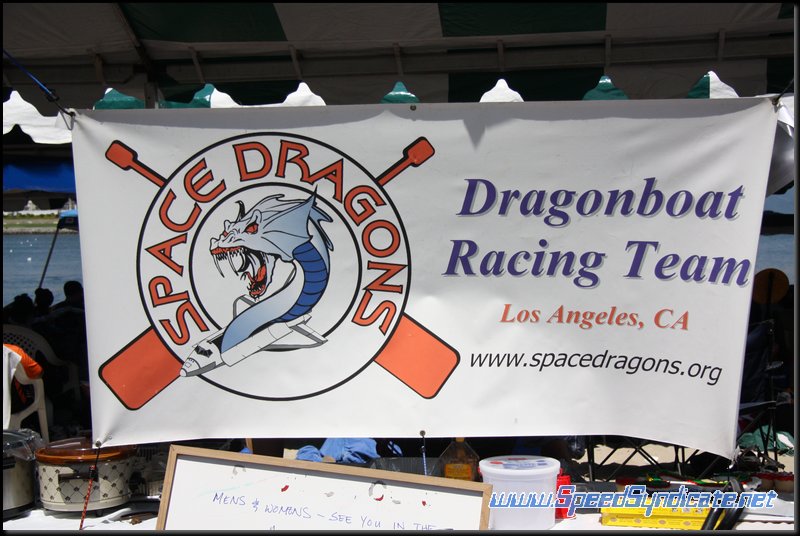 SPACE DRAGONS
Dragonboat
Racing Team
Los Angeles, CA
www.spacedragons.org
MENS & WOMENS - SEE YOU IN THE
www.SpeedSyndicate.net